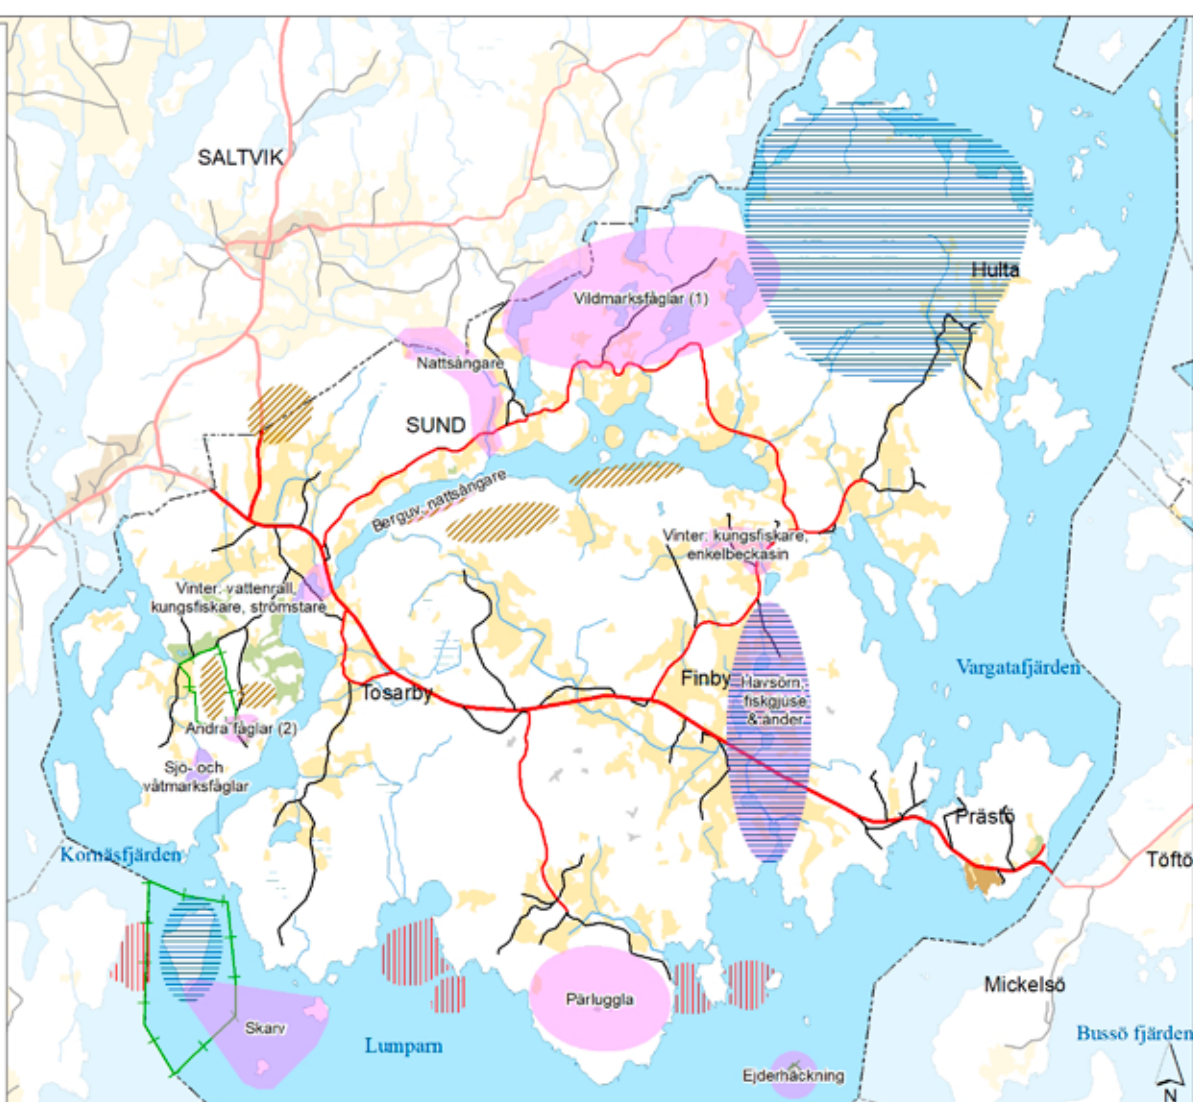 SALTVIK
Hulta
Vildmarksfåglar (1)
Nattsångare
SUND
Berguv, nattsångare
Vinter: kungsfiskare,
enkelbeckasin
Vinter: vattenrall,
kungsfiskare, strömstare
Vargatafjärden
Finby
Havsörn,
fiskgjuse
& änder
Tosarby
Andra fåglar (2)
Sjö- och
våtmarksfåglar
Prästö
Kornäsfjärden
Töftö
Mickelsö
Pärluggla
Skarv
Bussö fjärden
Lumparn
Ejderhäckning
N